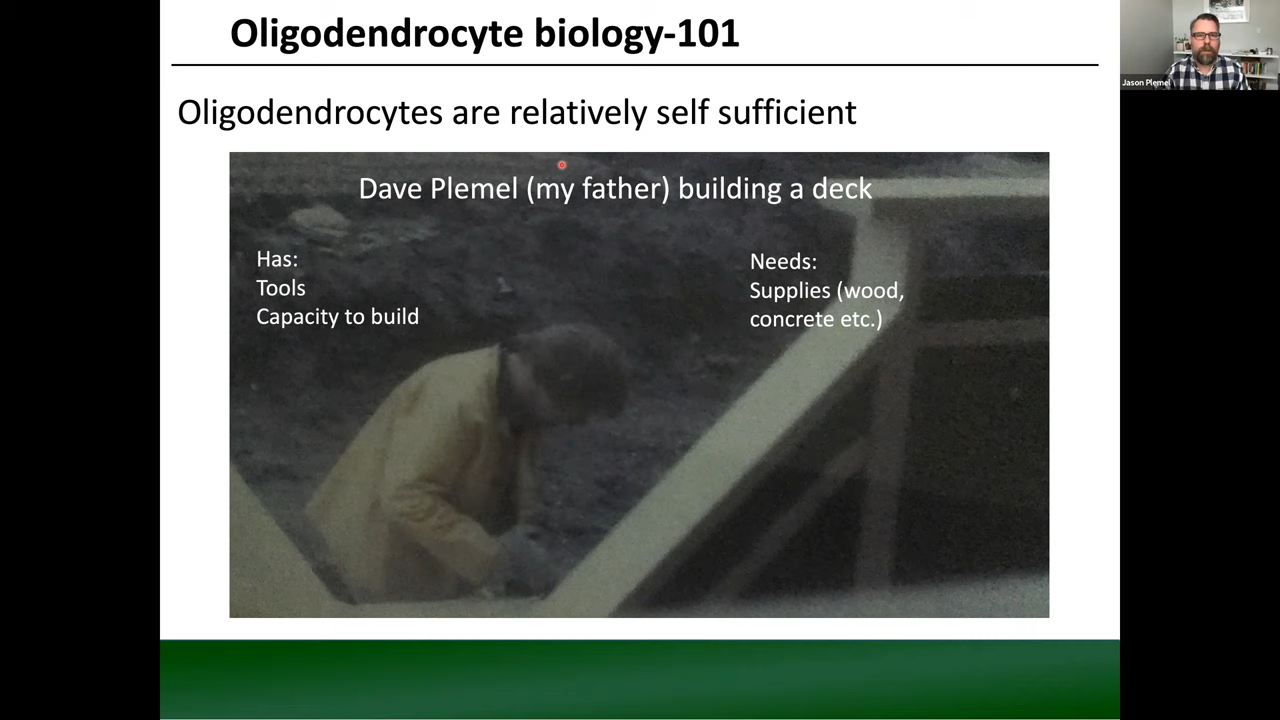 Oligodendrocyte biology-101
Oligodendrocytes are relatively self sufficient
Dave Plemel (my father) building a deck
Has:
Tools
Capacity to build
Needs:
Supplies (wood,
concrete etc.)
Jason Plemel